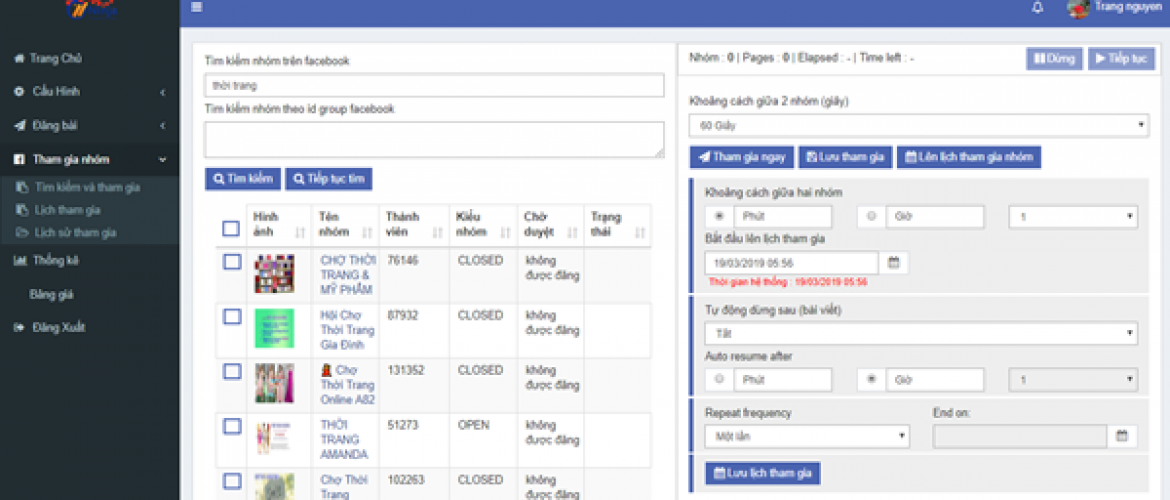 Trang nguyen
Trang Chủ
Cấu Hình
Đăng bài
Tham gia nhóm
Tìm kiếm và tham gia
Lịch tham gia
Lịch sử tham gia
Thống kê
Bảng giá
Đăng Xuất
Tìm kiếm nhóm trên facebook
thời trang
Tìm kiếm nhóm theo id group facebook
Tìm kiếm
Tiếp tục tìm
Hình ảnh
Tên nhóm
Thành viên
Kiểu nhóm
Chờ duyệt
Trạng thái
CHỢ THỜI
TRANG &
MỸ PHẨM
76146
CLOSED
không
được đăng
Hội Chợ
Thời Trang
Gia Đình
87932
CLOSED
không
được đăng
Chợ
Thời Trang
Online A82
131352
CLOSED
không
được đăng
THỜI
TRANG
AMANDA
51273
OPEN
không
được đăng
Chợ Thời
Trang
102263
CLOSED
không
được đăng
Nhóm : 0 | Pages : 0 | Elapsed : - | Time left : -
Dừng
Tiếp tục
Khoảng cách giữa 2 nhóm (giây)
60 Giây
Tham gia ngay
Lưu tham gia
Lên lịch tham gia nhóm
Khoảng cách giữa hai nhóm
Phút
Giờ
1
Bắt đầu lên lịch tham gia
19/03/2019 05:56
Thời gian hệ thống : 19/03/2019 05:56
Tự động dừng sau (bài viết)
Tắt
Auto resume after
Phút
Giờ
1
Repeat frequency
End on:
Một lần
Lưu lịch tham gia